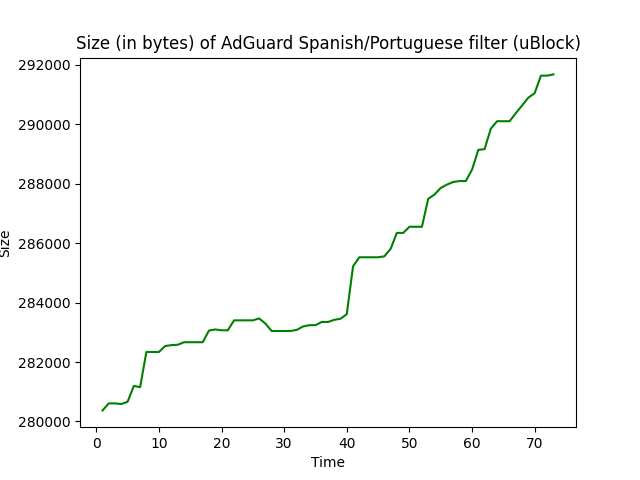 Size (in bytes) of AdGuard Spanish/Portuguese filter (uBlock)
292000
290000
288000
286000
284000
282000
280000
Size
0 10 20 30 40 50 60 70
Time